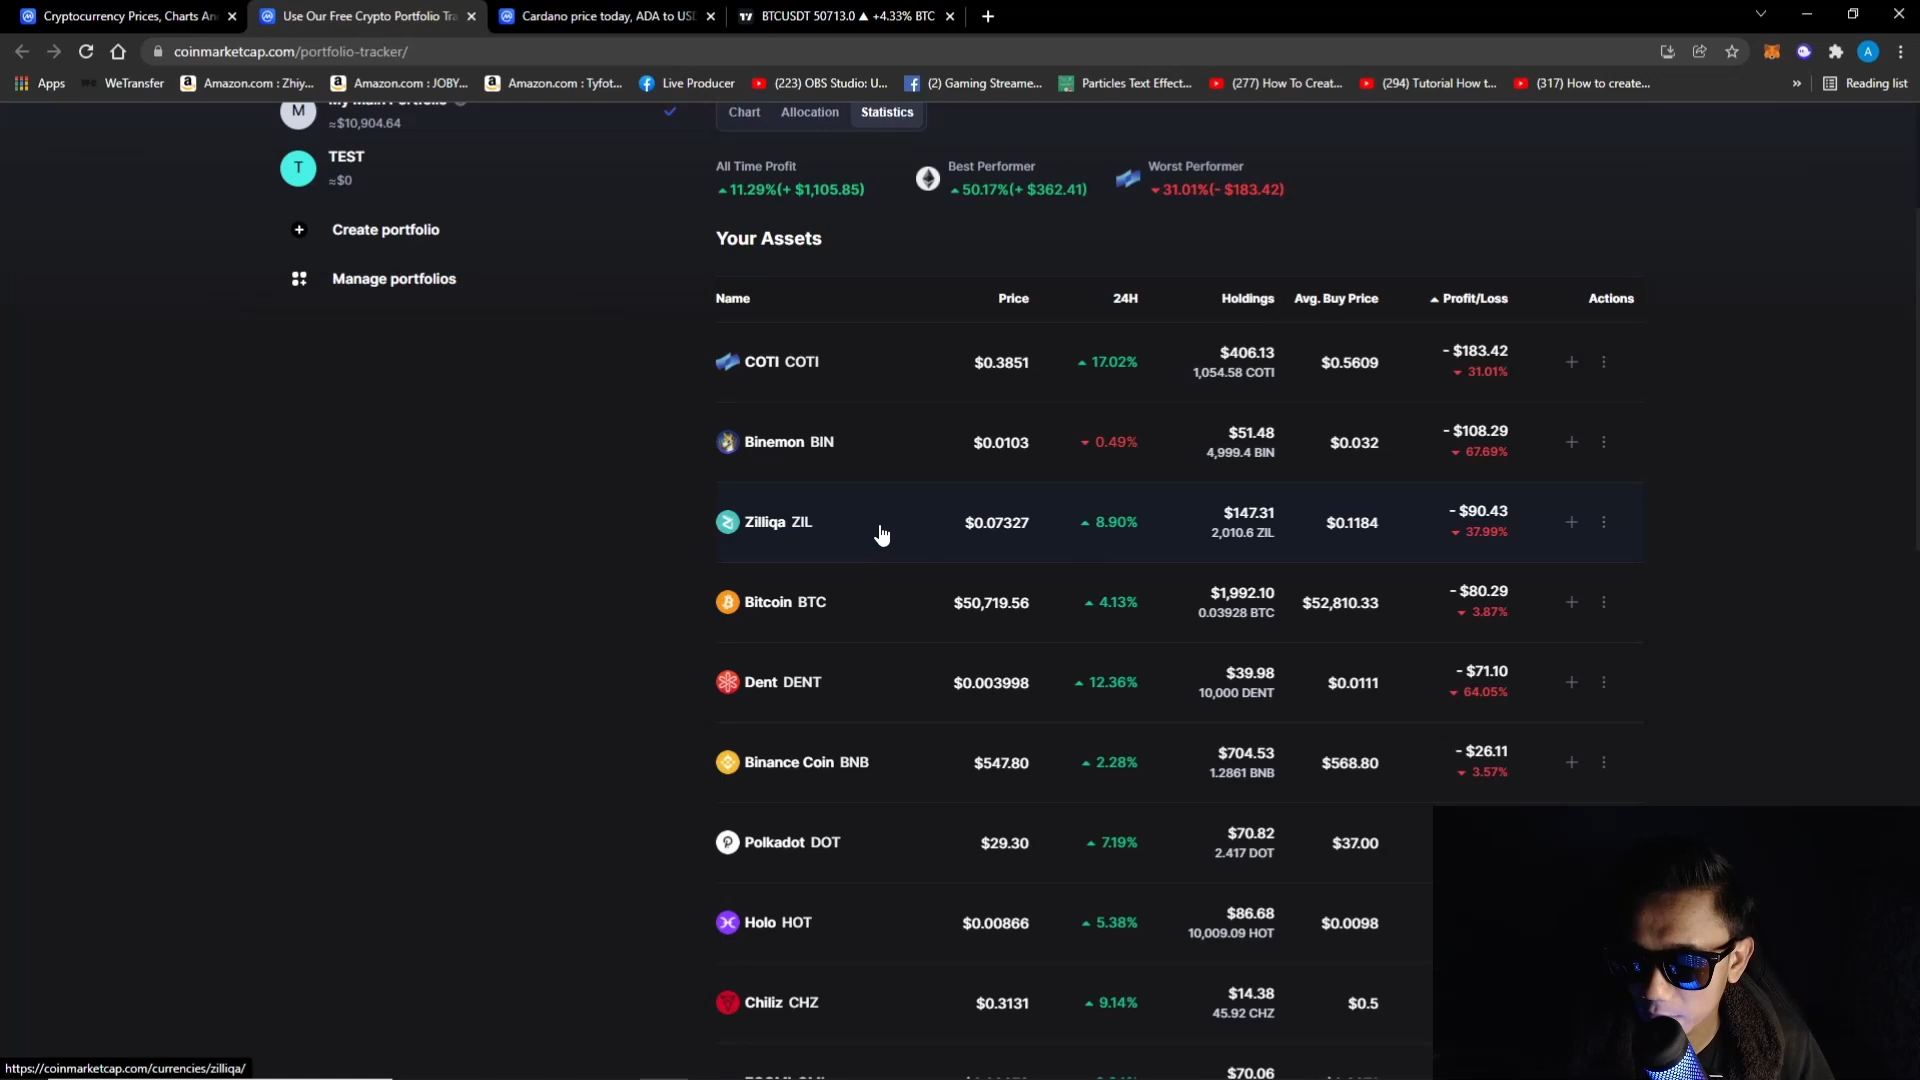 Cryptocurrency Prices, Charts An
Use Our Free Crypto Portfolio Tra
Cardano price today, ADA to USD
BTCUSDT 50713.0 ▲ +4.33% BTC
coinmarketcap.com/portfolio-tracker/
A
Apps
WeTransfer
Amazon.com : Zhiy...
Amazon.com : JOBY...
Amazon.com : Tyfot...
Live Producer
(223) OBS Studio: U...
(2) Gaming Streame...
Particles Text Effect...
(277) How To Creat...
(294) Tutorial How t...
(317) How to create...
»
Reading list
M
My Main Portfolio
≈$10,904.64
T
TEST
≈$0
Create portfolio
Manage portfolios
Chart
Allocation
Statistics
All Time Profit
▲ 11.29%(+ $1,105.85)
Best Performer
▲ 50.17%(+ $362.41)
Worst Performer
▼ 31.01%(- $183.42)
Your Assets
Name Price 24H Holdings Avg. Buy Price ▲ Profit/Loss Actions
COTI COTI $0.3851 ▲ 17.02% $406.13 $0.5609 - $183.42
1,054.58 COTI ▼ 31.01%
Binemon BIN $0.0103 ▼ 0.49% $51.48 $0.032 - $108.29
4,999.4 BIN ▼ 67.69%
Zilliqa ZIL $0.07327 ▲ 8.90% $147.31 $0.1184 - $90.43
2,010.6 ZIL ▼ 37.99%
Bitcoin BTC $50,719.56 ▲ 4.13% $1,992.10 $52,810.33 - $80.29
0.03928 BTC ▼ 3.87%
Dent DENT $0.003998 ▲ 12.36% $39.98 $0.0111 - $71.10
10,000 DENT ▼ 64.05%
Binance Coin BNB $547.80 ▲ 2.28% $704.53 $568.80 - $26.11
1.2861 BNB ▼ 3.57%
Polkadot DOT $29.30 ▲ 7.19% $70.82 $37.00
2.417 DOT
Holo HOT $0.00866 ▲ 5.38% $86.68 $0.0098
10,009.09 HOT
Chiliz CHZ $0.3131 ▲ 9.14% $14.38 $0.5
45.92 CHZ
$70.06
https://coinmarketcap.com/currencies/zilliqa/